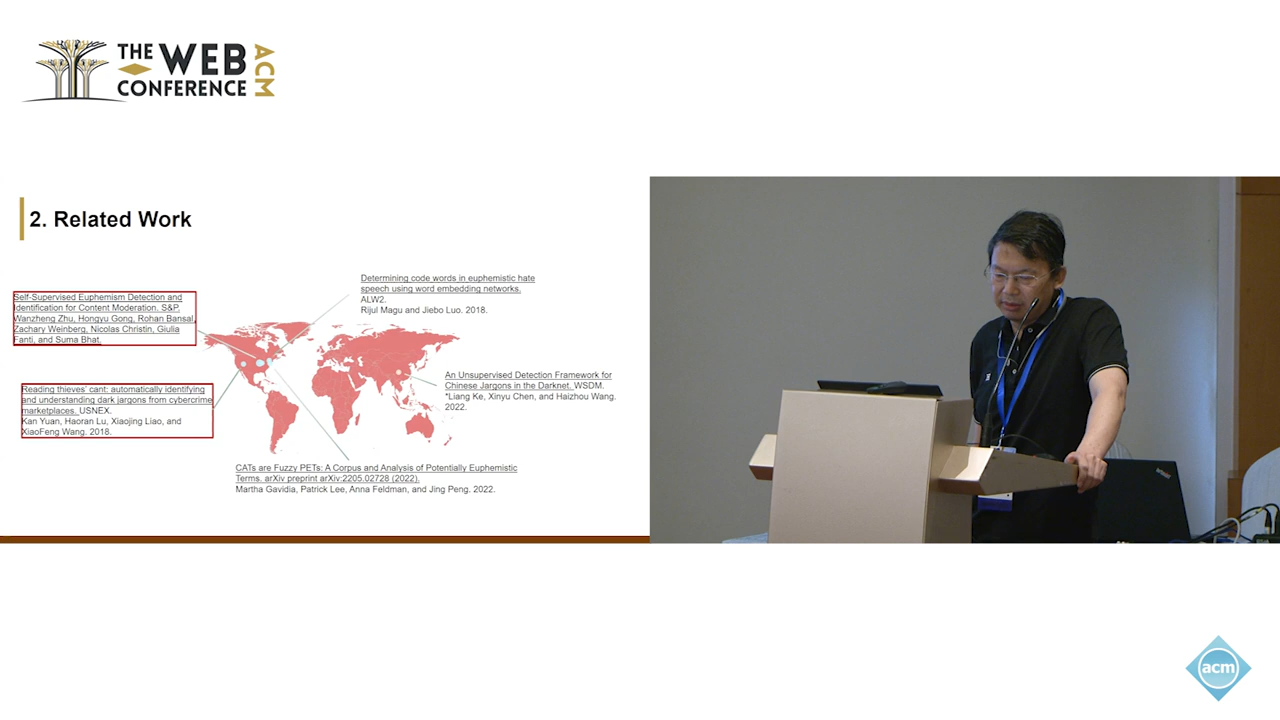 THE WEB
CONFERENCE
ACM
2. Related Work
Determining code words in euphemistic hate
speech using word embedding networks.
ALW2.
Rijul Magu and Jiebo Luo. 2018.
Self-Supervised Euphemism Detection and
Identification for Content Moderation. S&P.
Wanzheng Zhu, Hongyu Gong, Rohan Bansal,
Zachary Weinberg, Nicolas Christin, Giulia
Fanti, and Suma Bhat.
An Unsupervised Detection Framework for
Chinese Jargons in the Darknet. WSDM.
*Liang Ke, Xinyu Chen, and Haizhou Wang.
2022.
Reading thieves' cant: automatically identifying
and understanding dark jargons from cybercrime
marketplaces. USNEX.
Kan Yuan, Haoran Lu, Xiaojing Liao, and
XiaoFeng Wang. 2018.
CATs are Fuzzy PETs: A Corpus and Analysis of Potentially Euphemistic
Terms. arXiv preprint arXiv:2205.02728 (2022).
Martha Gavidia, Patrick Lee, Anna Feldman, and Jing Peng. 2022.
ThinkPad
acm